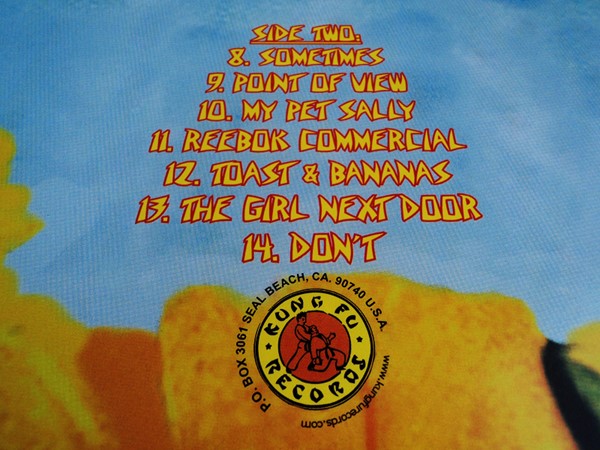 SIDE TWO:
8. SOMETIMES
9. POINT OF VIEW
10. MY PET SALLY
11. REEBOK COMMERCIAL
12. TOAST & BANANAS
13. THE GIRL NEXT DOOR
14. DON'T
P.O. BOX 3061 SEAL BEACH, CA. 90740 U.S.A.
KUNG FU
RECORDS
www.kungfurecords.com